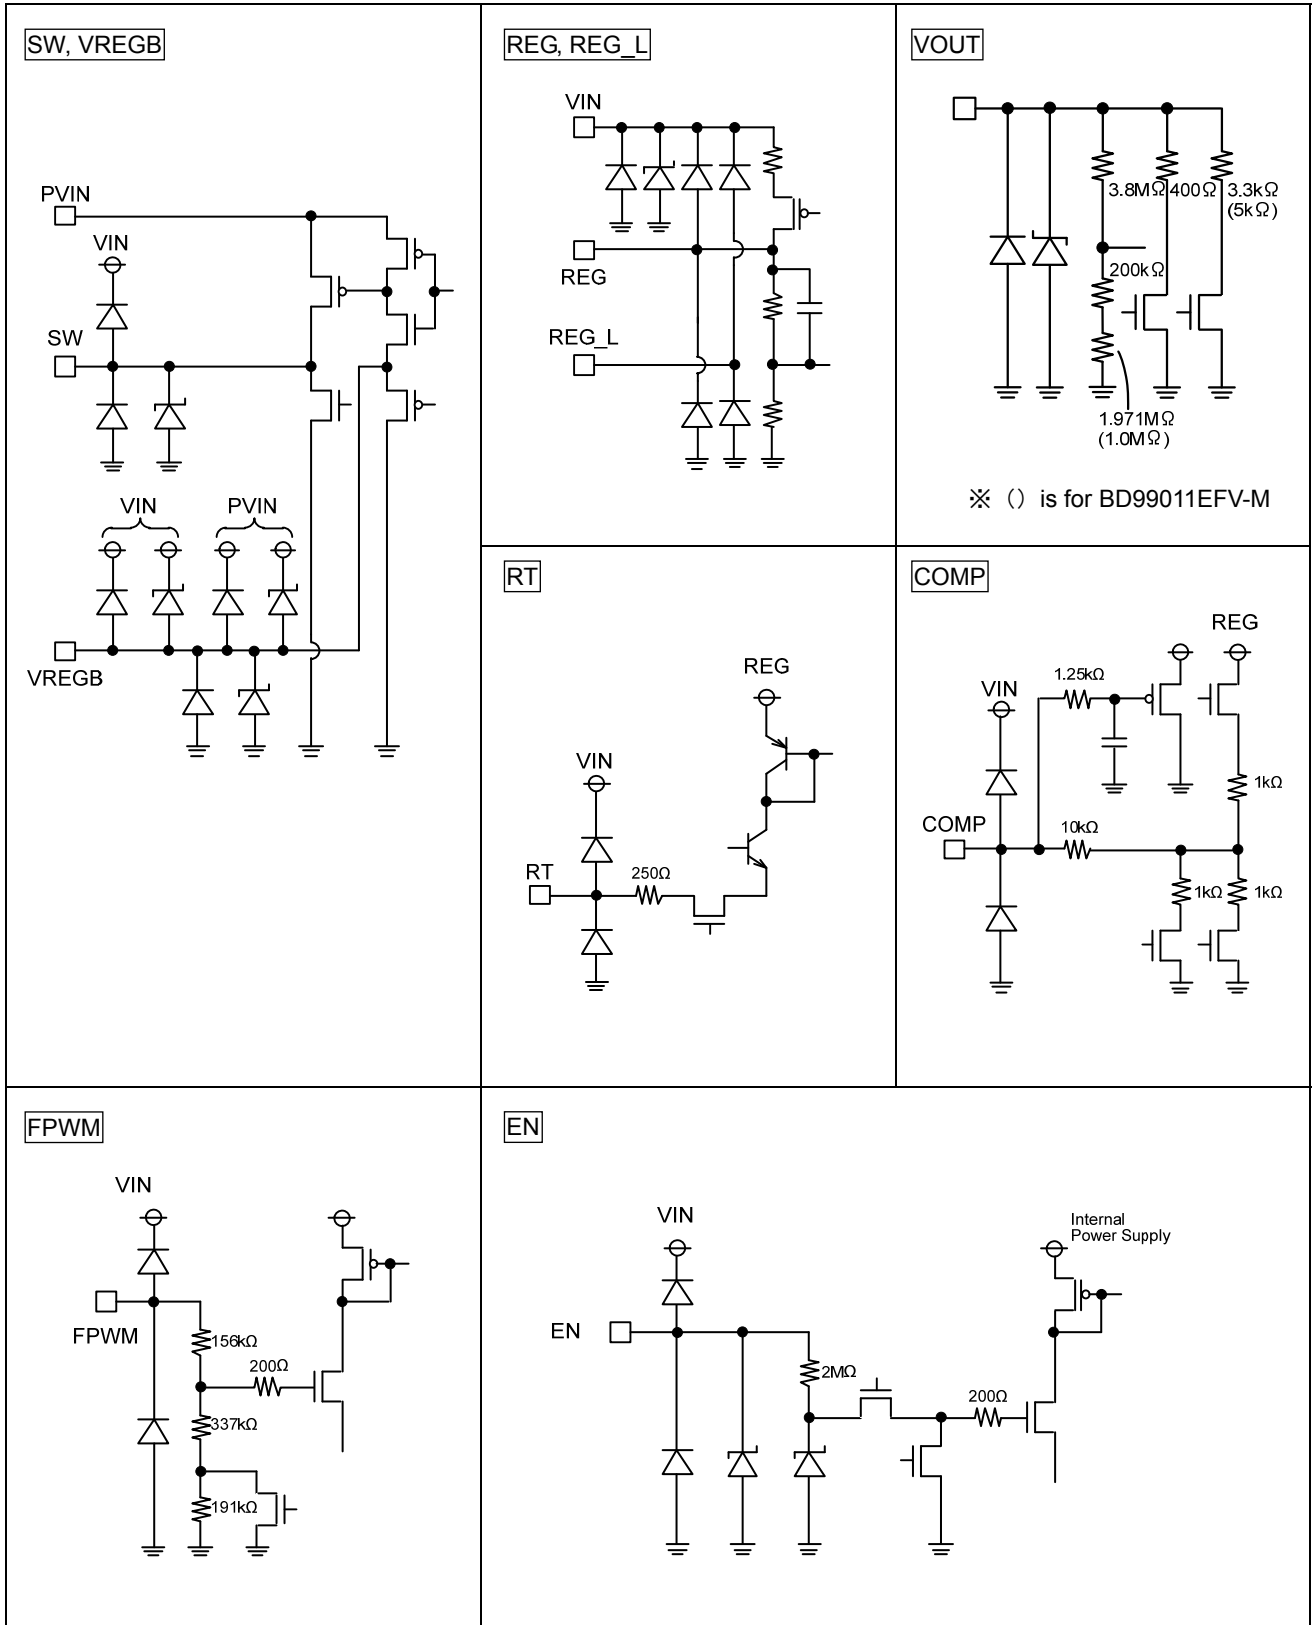 SW, VREGB
PVIN
VIN
SW
VIN
PVIN
VREGB
REG, REG_L
VIN
REG
REG_L
VOUT
3.8MΩ
400Ω
3.3kΩ
(5kΩ)
200kΩ
1.971MΩ
(1.0MΩ)
※ () is for BD99011EFV-M
RT
REG
VIN
RT
250Ω
COMP
REG
VIN
1.25kΩ
1kΩ
COMP
10kΩ
1kΩ
1kΩ
FPWM
VIN
FPWM
156kΩ
200Ω
337kΩ
191kΩ
EN
VIN
Internal
Power Supply
EN
2MΩ
200Ω